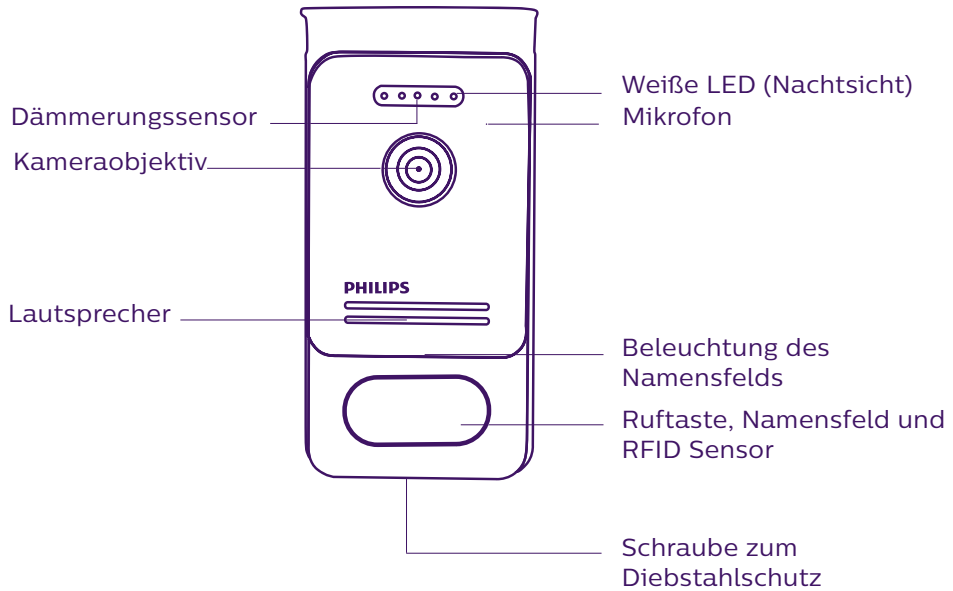 Weiße LED (Nachtsicht)
Dämmerungssensor
Mikrofon
Kameraobjektiv
PHILIPS
Lautsprecher
Beleuchtung des
Namensfelds
Ruftaste, Namensfeld und
RFID Sensor
Schraube zum
Diebstahlschutz